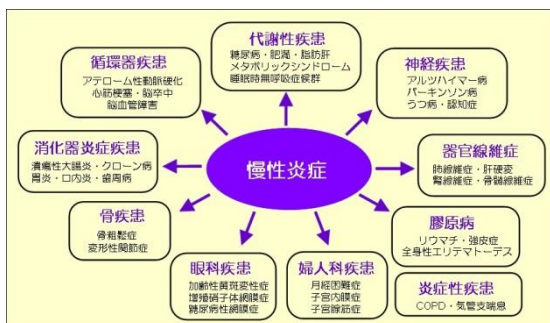 代謝性疾患
糖尿病・肥満・脂肪肝
メタボリックシンドローム
睡眠時無呼吸症候群
循環器疾患
アテローム性動脈硬化
心筋梗塞・脳卒中
脳血管障害
神経疾患
アルツハイマー病
パーキンソン病
うつ病・認知症
消化器炎症疾患
潰瘍性大腸炎・クローン病
胃炎・口内炎・歯周病
慢性炎症
器官線維症
肺線維症・肝硬変
腎線維症・骨髄線維症
骨疾患
骨粗鬆症
変形性関節症
膠原病
リウマチ・強皮症
全身性エリテマトーデス
眼科疾患
加齢性黄斑変性症
増殖硝子体網膜症
糖尿病性網膜症
婦人科疾患
月経困難症
子宮内膜症
子宮腺筋症
炎症性疾患
COPD・気管支喘息